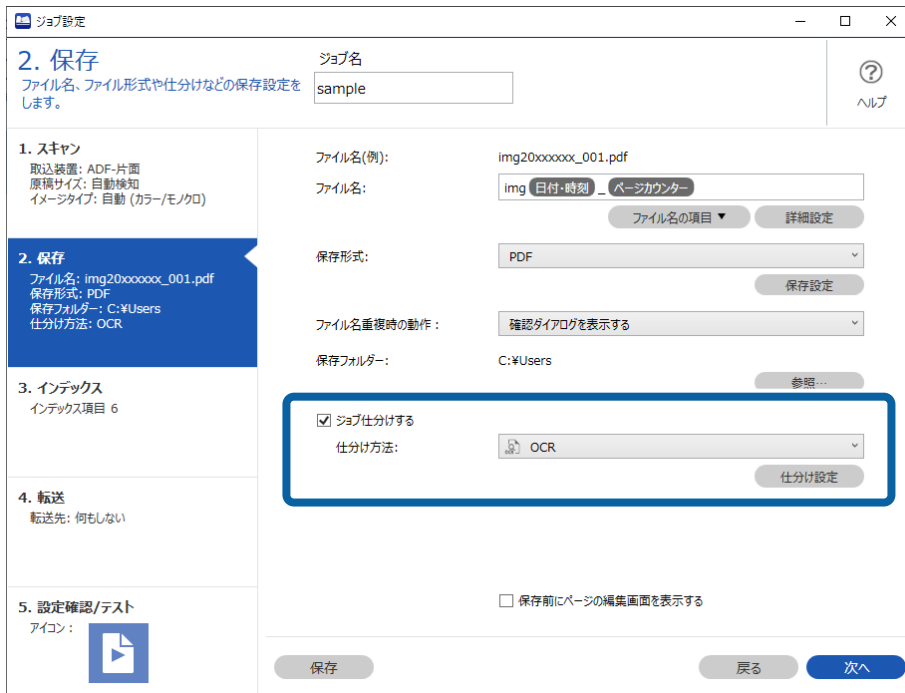 ジョブ設定
2. 保存
ファイル名、ファイル形式や仕分けなどの保存設定を
します。
ジョブ名
sample
ヘルプ
1. スキャン
取込装置: ADF-片面
原稿サイズ: 自動検知
イメージタイプ: 自動 (カラー/モノクロ)
2. 保存
ファイル名: img20xxxxxx_001.pdf
保存形式: PDF
保存フォルダー: C:¥Users
仕分け方法: OCR
3. インデックス
インデックス項目 6
4. 転送
転送先: 何もしない
5. 設定確認/テスト
アイコン :
ファイル名(例): img20xxxxxx_001.pdf
ファイル名: img 日付・時刻 _ ページカウンター
ファイル名の項目▼ 詳細設定
保存形式: PDF
保存設定
ファイル名重複時の動作 : 確認ダイアログを表示する
保存フォルダー: C:¥Users
参照…
ジョブ仕分けする
仕分け方法: OCR
仕分け設定
保存前にページの編集画面を表示する
保存 戻る 次へ